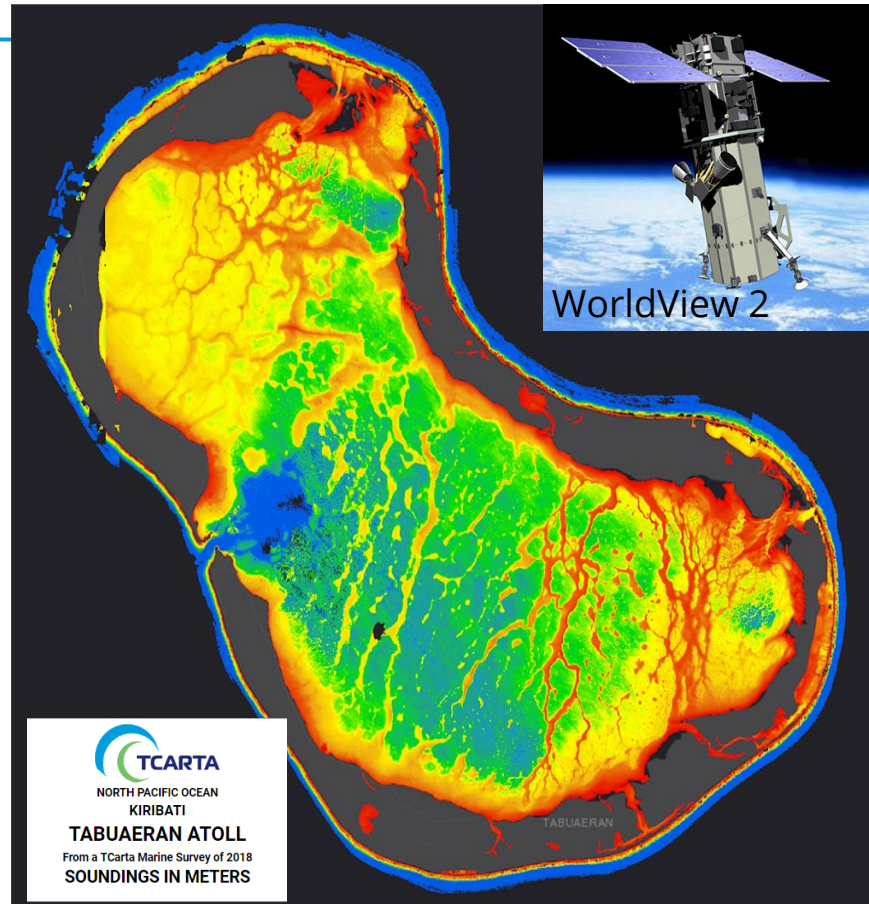 WorldView 2
TCARTA
NORTH PACIFIC OCEAN
KIRIBATI
TABUAERAN ATOLL
From a TCarta Marine Survey of 2018
SOUNDINGS IN METERS
TABUAERAN